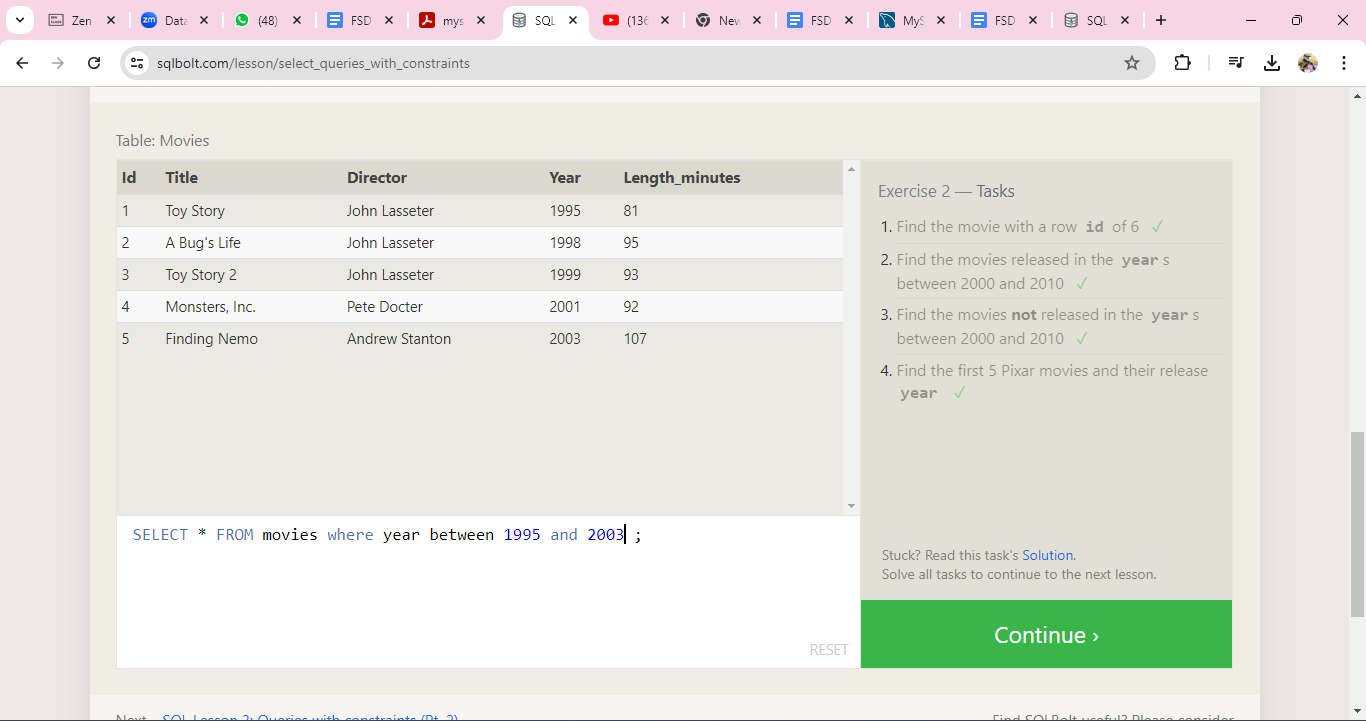 Zen
Data
(48)
FSD
mys
SQL
(136
New
FSD
MyS
FSD
SQL
sqlbolt.com/lesson/select_queries_with_constraints
Table: Movies
Id Title Director Year Length_minutes
1 Toy Story John Lasseter 1995 81
2 A Bug's Life John Lasseter 1998 95
3 Toy Story 2 John Lasseter 1999 93
4 Monsters, Inc. Pete Docter 2001 92
5 Finding Nemo Andrew Stanton 2003 107
Exercise 2 — Tasks
1. Find the movie with a row id of 6 ✓
2. Find the movies released in the year s
between 2000 and 2010 ✓
3. Find the movies not released in the year s
between 2000 and 2010 ✓
4. Find the first 5 Pixar movies and their release
year ✓
SELECT * FROM movies where year between 1995 and 2003 ;
RESET
Stuck? Read this task's Solution.
Solve all tasks to continue to the next lesson.
Continue ›
Next – SQL Lesson 3: Queries with constraints (Pt. 2)
Find SQLBolt useful? Please consider